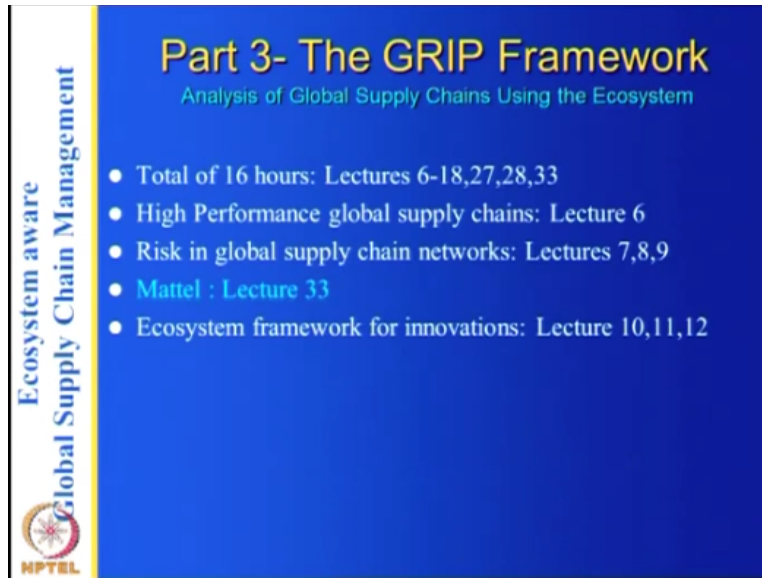 Part 3- The GRIP Framework
Analysis of Global Supply Chains Using the Ecosystem
Total of 16 hours: Lectures 6-18,27,28,33
High Performance global supply chains: Lecture 6
Risk in global supply chain networks: Lectures 7,8,9
Mattel : Lecture 33
Ecosystem framework for innovations: Lecture 10,11,12
Ecosystem aware
Global Supply Chain Management
NPTEL